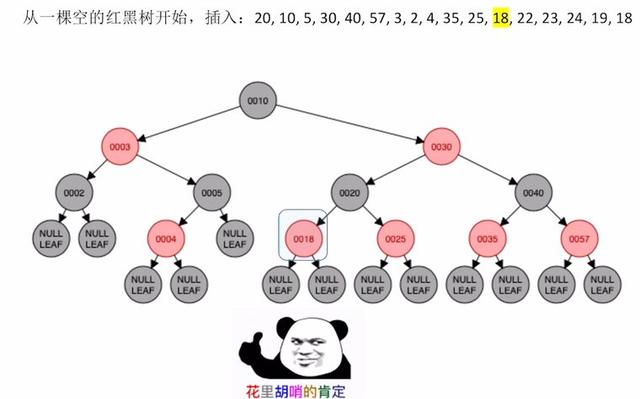 从一棵空的红黑树开始，插入：20, 10, 5, 30, 40, 57, 3, 2, 4, 35, 25, 18, 22, 23, 24, 19, 18
0010
0003 0030
0002 0005 0020 0040
NULL LEAF NULL LEAF 0004 NULL LEAF 0018 0025 0035 0057
NULL LEAF NULL LEAF NULL LEAF NULL LEAF NULL LEAF NULL LEAF NULL LEAF NULL LEAF NULL LEAF NULL LEAF
花里胡哨的肯定